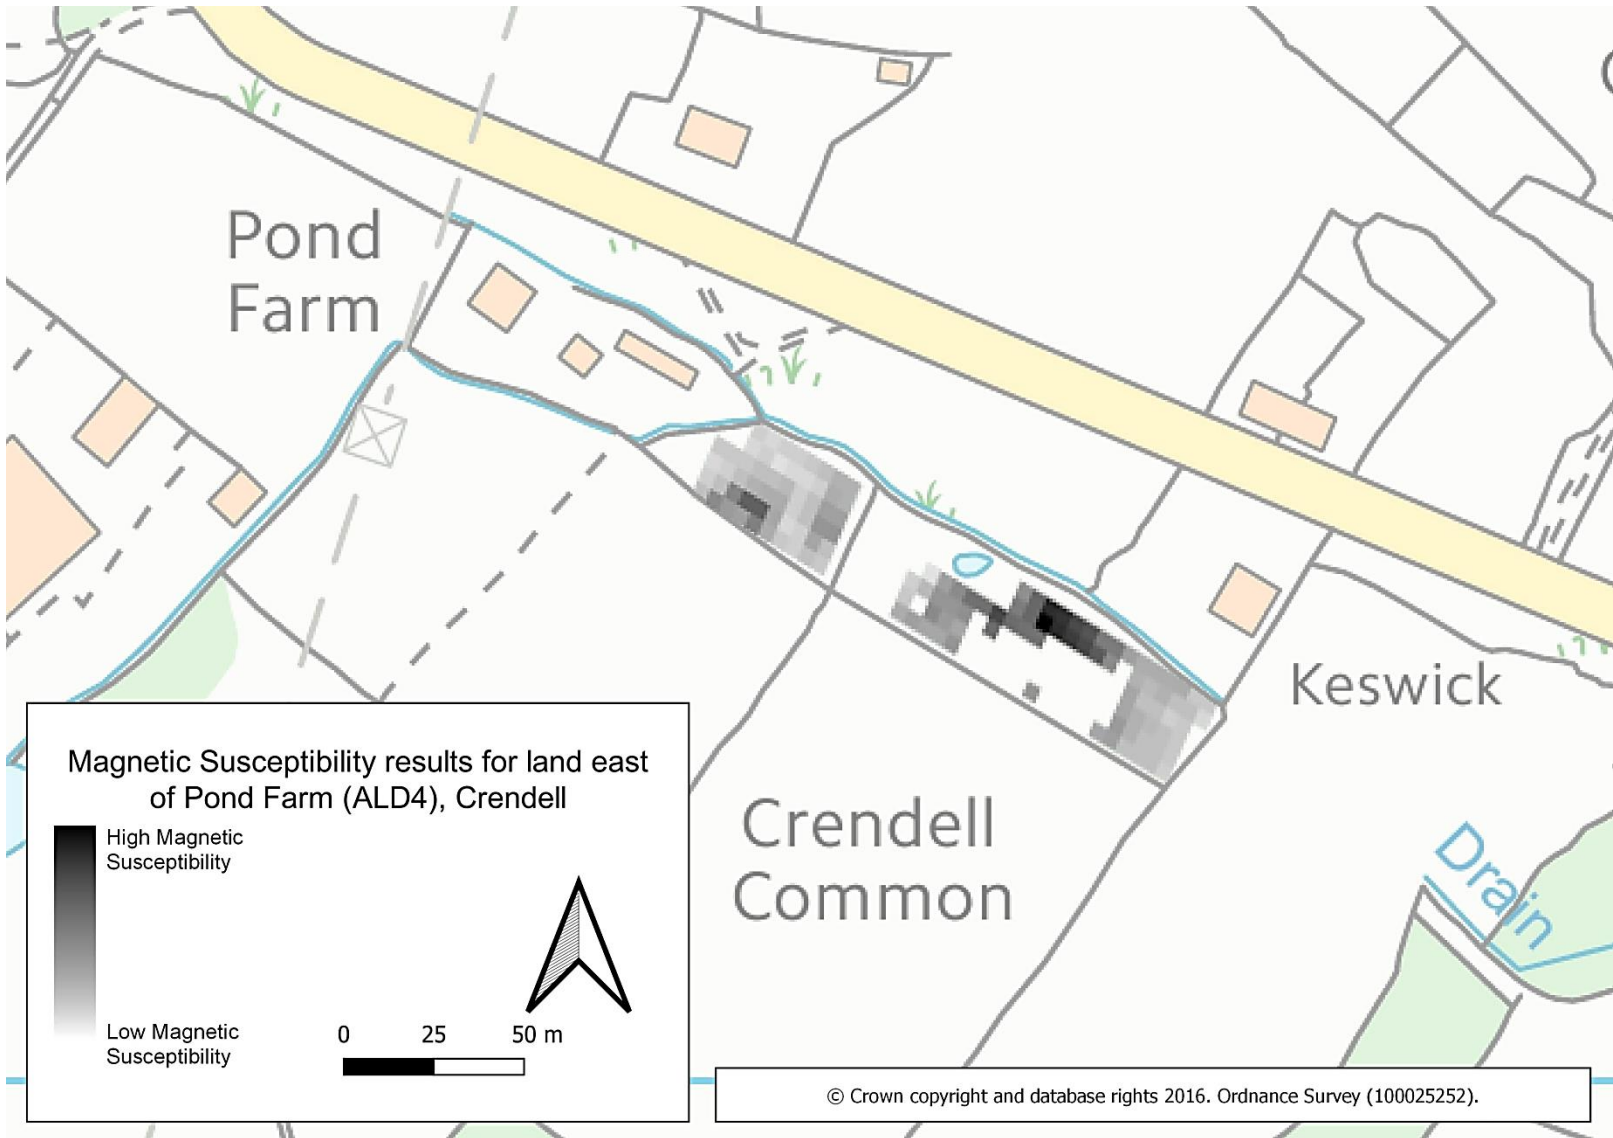 Pond
Farm
Keswick
Crendell
Common
Drain
Magnetic Susceptibility results for land east
of Pond Farm (ALD4), Crendell
High Magnetic
Susceptibility
Low Magnetic
Susceptibility
0 25 50 m
© Crown copyright and database rights 2016. Ordnance Survey (100025252).